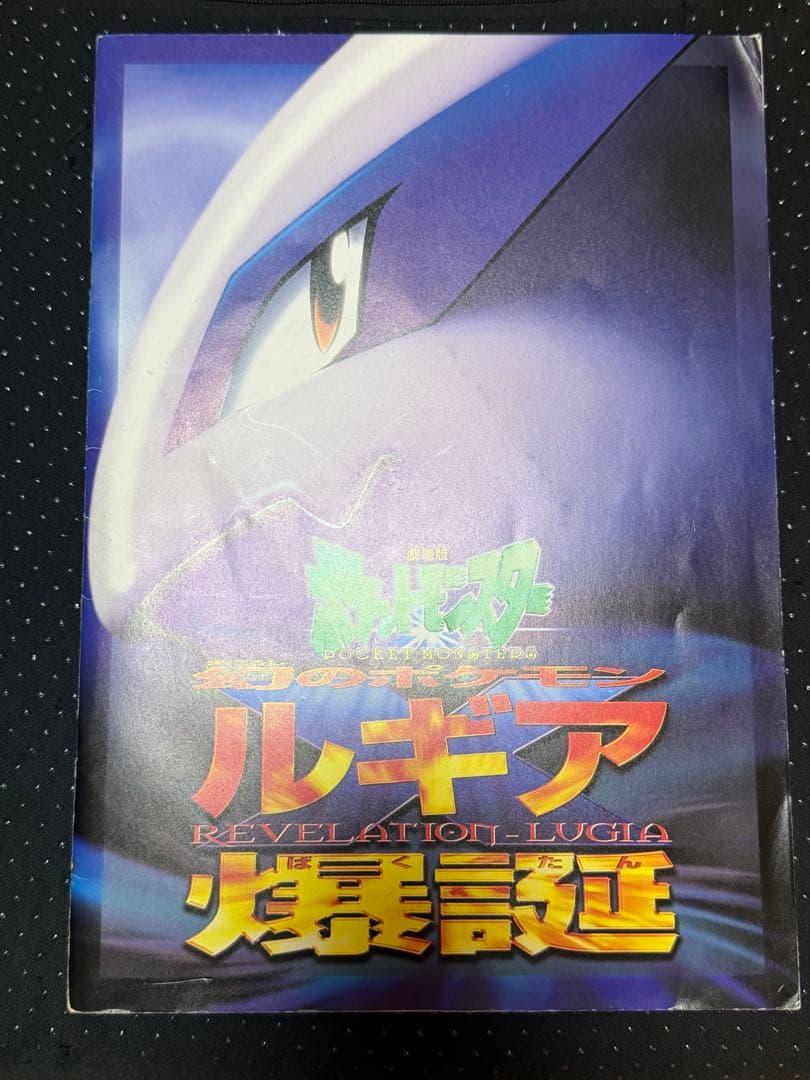 劇場版
ポケットモンスター
POCKET MONSTERS
幻のポケモン
ルギア
REVELATION-LUGIA
ばくたん
爆誕